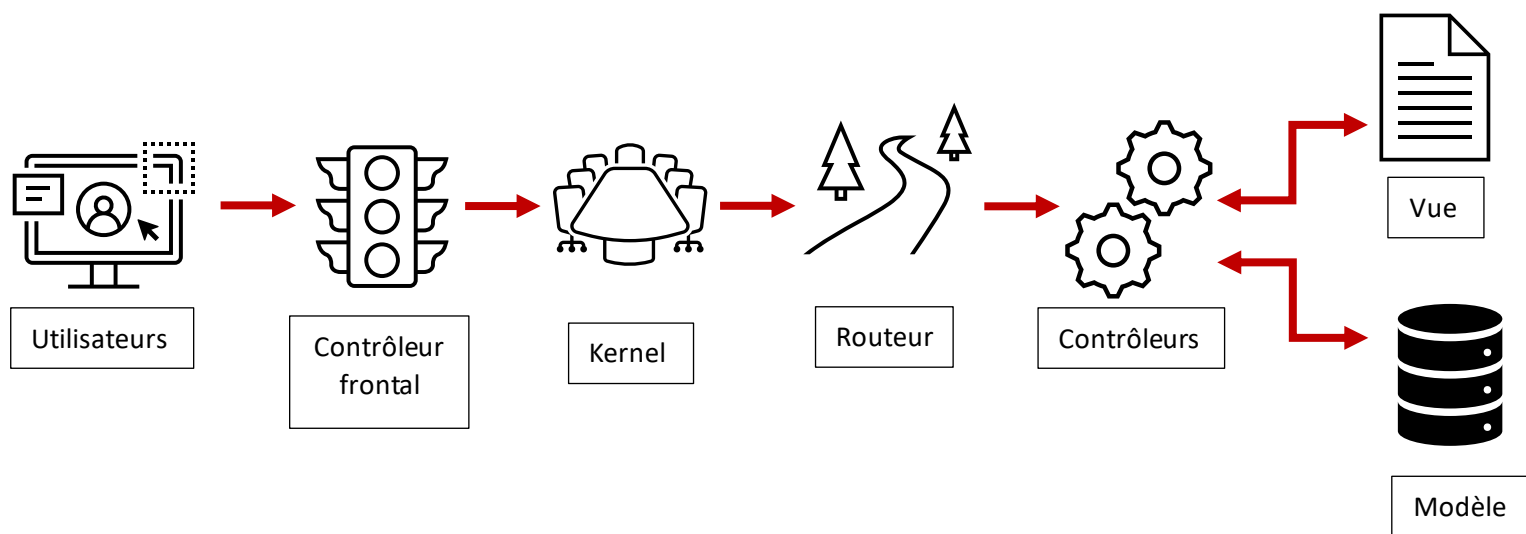 Utilisateurs
Contrôleur
frontal
Kernel
Routeur
Contrôleurs
Vue
Modèle